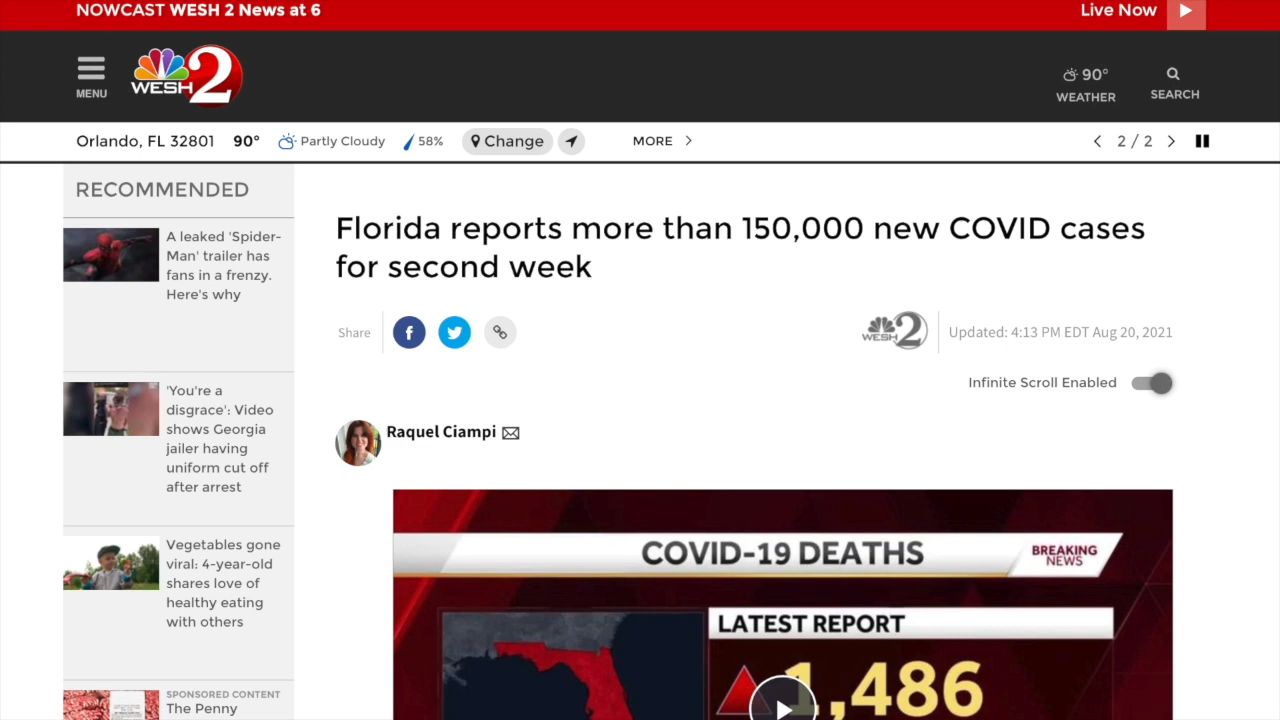 NOWCAST WESH 2 News at 6
Live Now
MENU
WESH 2
90°
WEATHER
SEARCH
Orlando, FL 32801
90°
Partly Cloudy
58%
Change
MORE
2 / 2
RECOMMENDED
A leaked 'Spider-
Man' trailer has
fans in a frenzy.
Here's why
'You're a
disgrace': Video
shows Georgia
jailer having
uniform cut off
after arrest
Vegetables gone
viral: 4-year-old
shares love of
healthy eating
with others
SPONSORED CONTENT
The Penny
Florida reports more than 150,000 new COVID cases
for second week
Share
WESH 2
Updated: 4:13 PM EDT Aug 20, 2021
Infinite Scroll Enabled
Raquel Ciampi
COVID-19 DEATHS
BREAKING
NEWS
LATEST REPORT
1,486